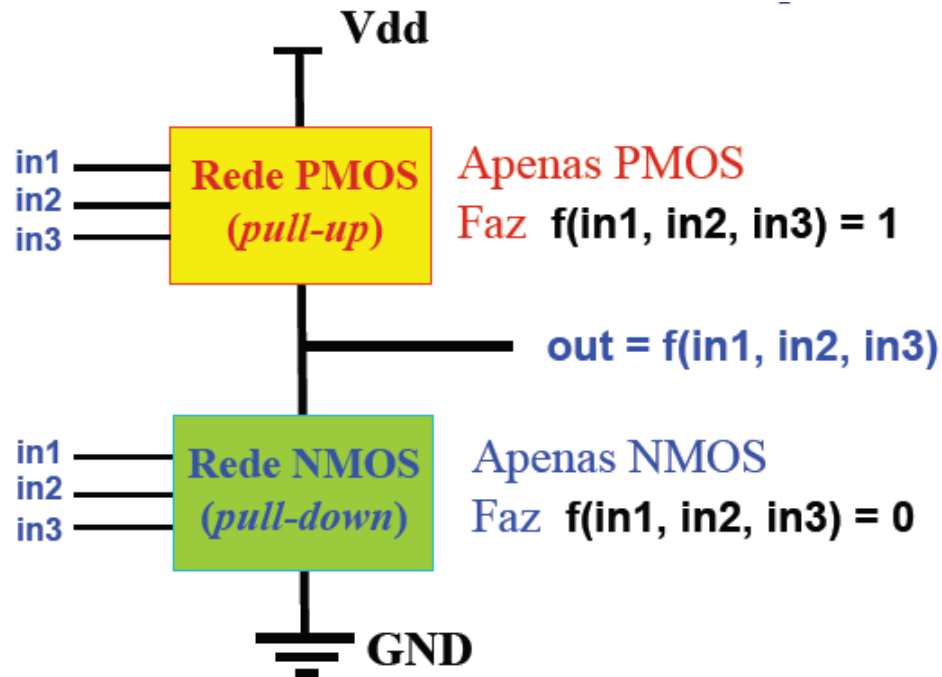 Vdd
in1
in2
in3
Rede PMOS
(pull-up)
Apenas PMOS
Faz f(in1, in2, in3) = 1
out = f(in1, in2, in3)
in1
in2
in3
Rede NMOS
(pull-down)
Apenas NMOS
Faz f(in1, in2, in3) = 0
GND